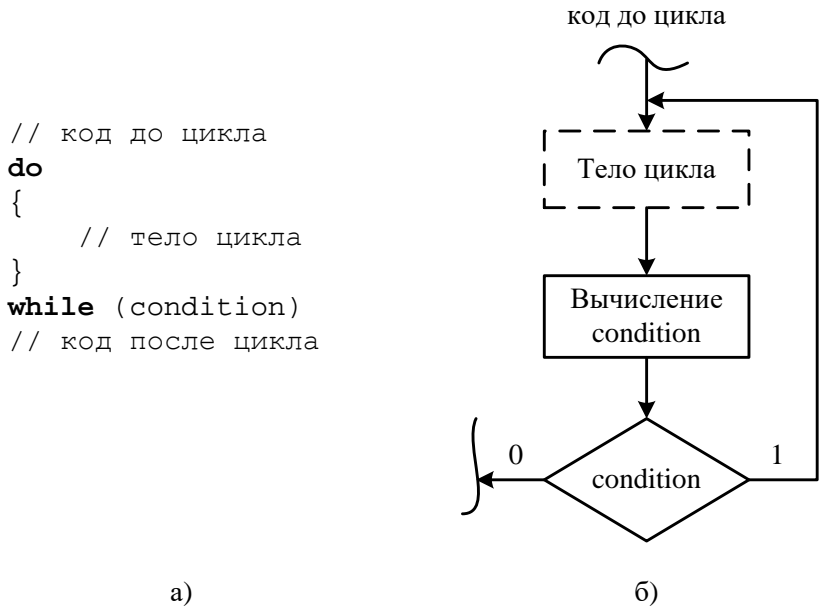 // код до цикла
do
{
// тело цикла
}
while (condition)
// код после цикла
а)
код до цикла
Тело цикла
Вычисление
condition
0
condition
1
б)